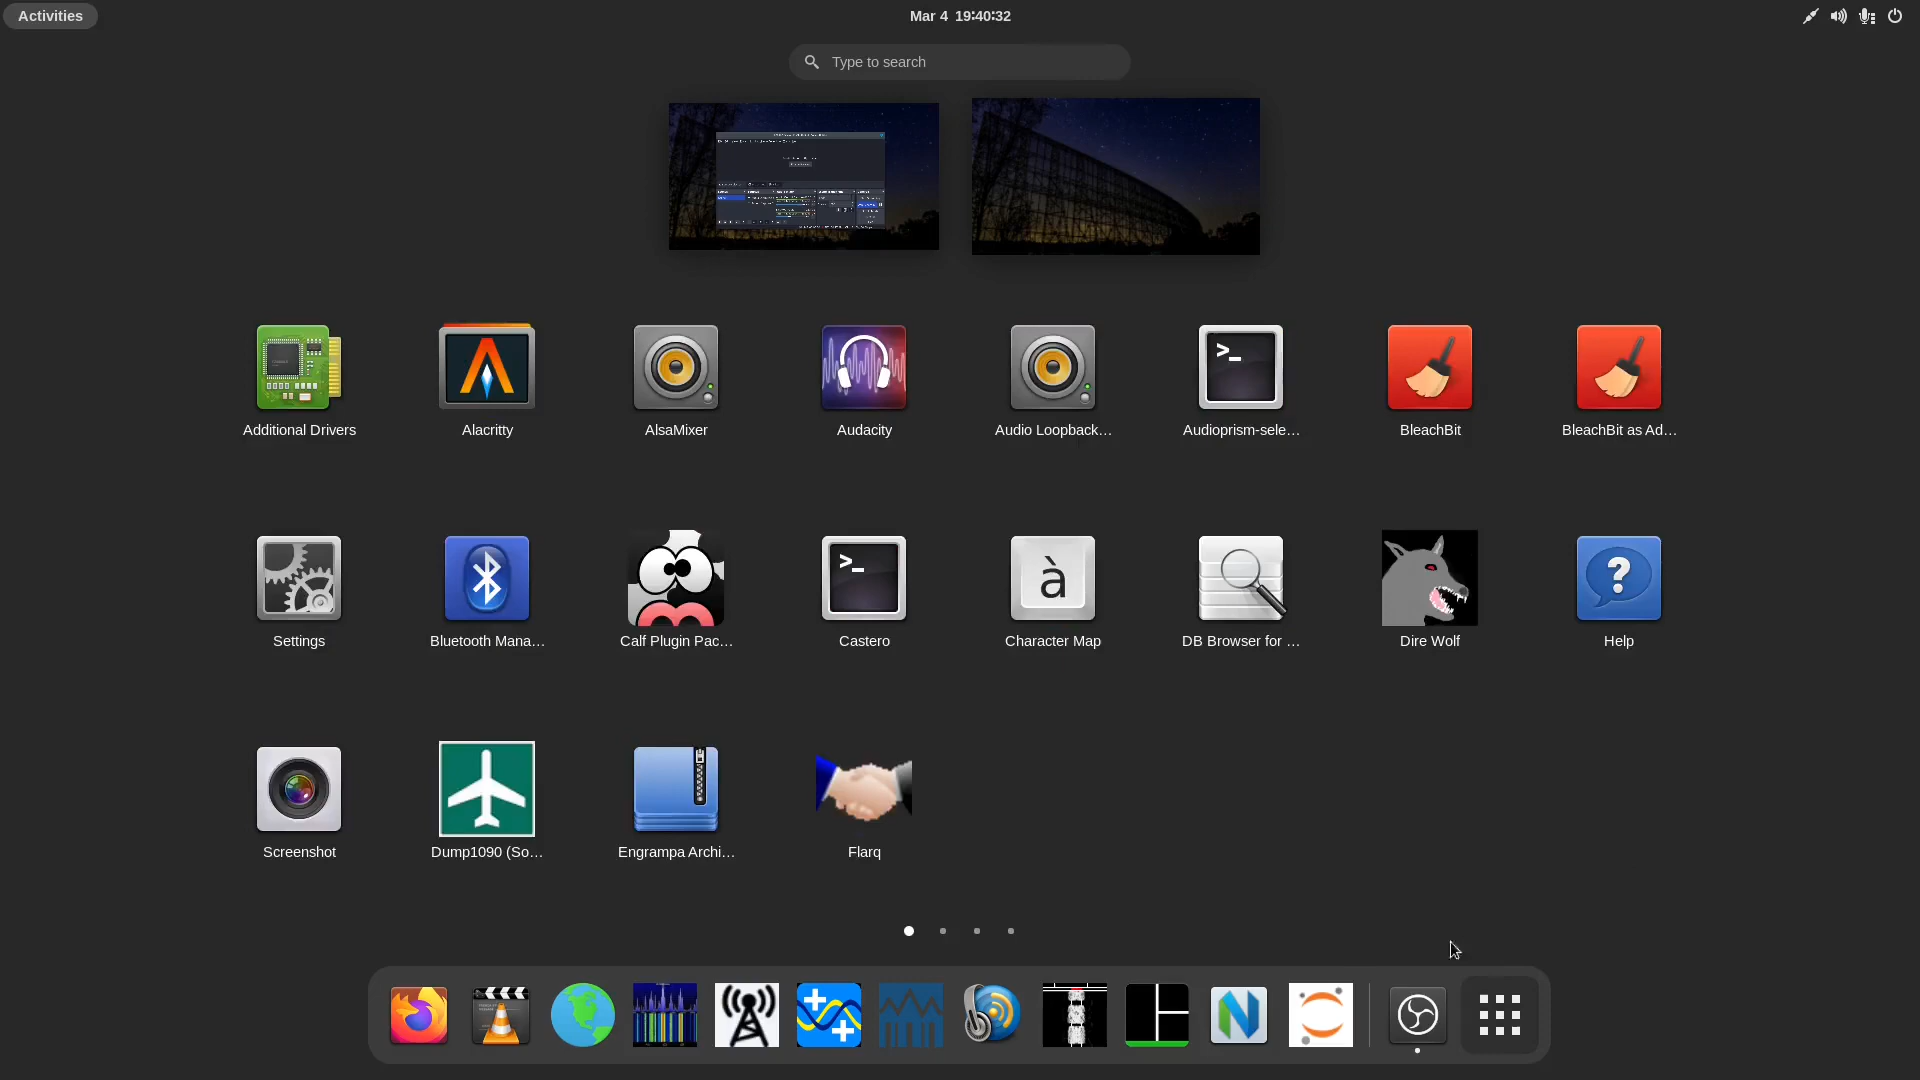 Activities
Mar 4 19:40:32
Type to search
Additional Drivers
Alacritty
AlsaMixer
Audacity
Audio Loopback…
Audioprism-sele…
BleachBit
BleachBit as Ad…
Settings
Bluetooth Mana…
Calf Plugin Pac…
Castero
Character Map
DB Browser for …
Dire Wolf
Help
Screenshot
Dump1090 (So…
Engrampa Archi…
Flarq